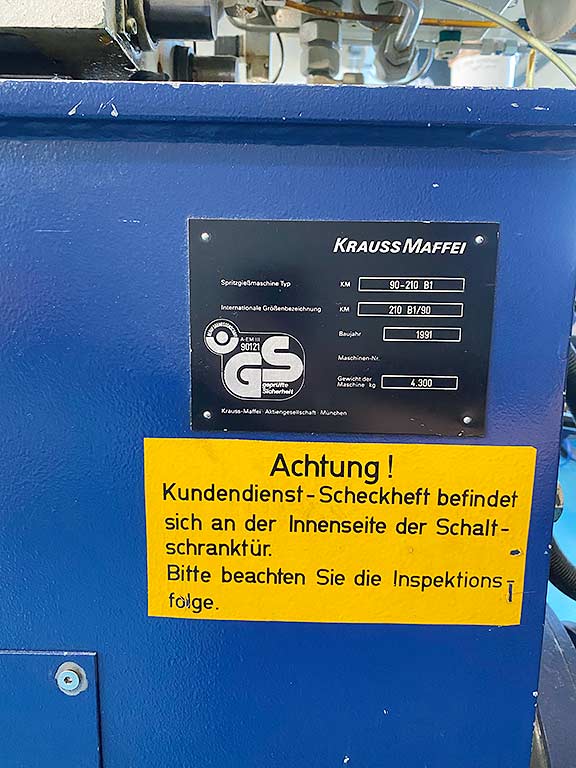 KRAUSS MAFFEI
Spritzgießmaschine Typ KM 90-210 B1
Internationale Größenbezeichnung KM 210 B1/90
Baujahr 1991
A-EM III
90121
Maschinen-Nr.
GS
geprüfte
Sicherheit
Gewicht der
Maschine kg 4.300
Krauss-Maffei · Aktiengesellschaft · München
Achtung!
Kundendienst-Scheckheft befindet
sich an der Innenseite der Schalt-
schranktür.
Bitte beachten Sie die Inspektions-
folge.